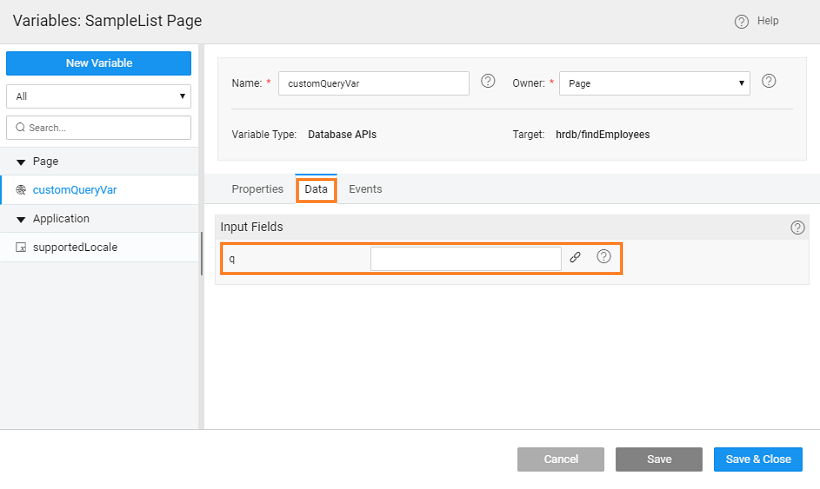 Variables: SampleList Page
Help
New Variable
All
Search...
Page
customQueryVar
Application
supportedLocale
Name: * customQueryVar
Owner: * Page
Variable Type: Database APIs
Target: hrdb/findEmployees
Properties Data Events
Input Fields
q
Cancel Save Save & Close